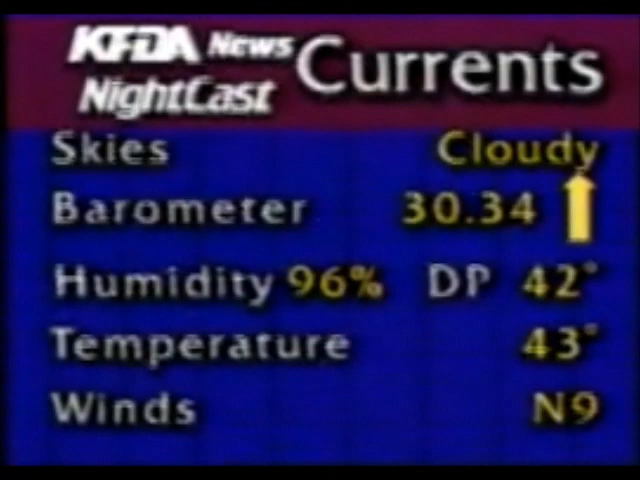 KFDA News
NightCast
Currents
Skies Cloudy
Barometer 30.34
Humidity 96% DP 42°
Temperature 43°
Winds N9